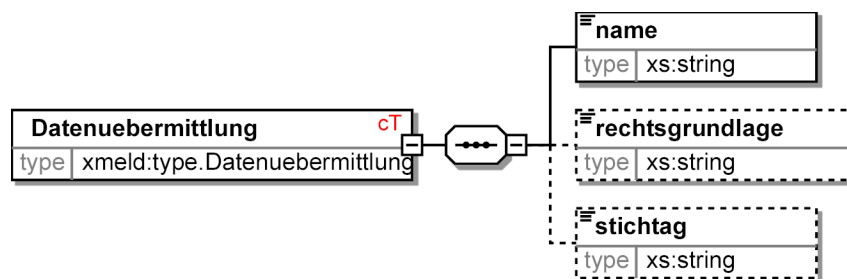 name
type xs:string
Datenuebermittlung cT
type xmeld:type.Datenuebermittlung
rechtsgrundlage
type xs:string
stichtag
type xs:string